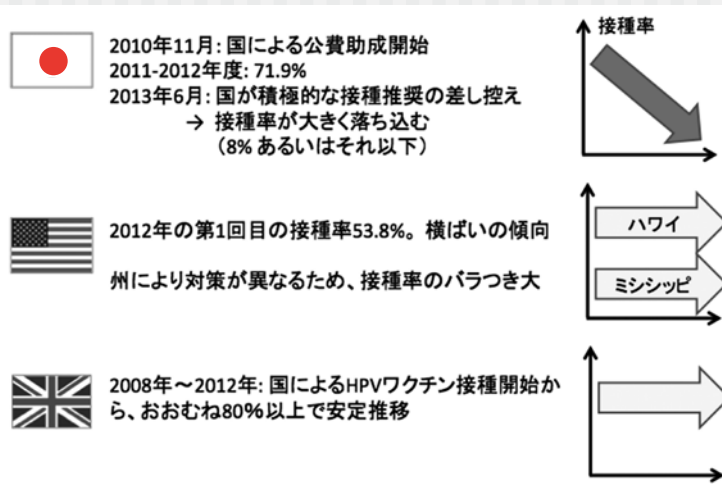 接種率
2010年11月: 国による公費助成開始
2011-2012年度: 71.9%
2013年6月: 国が積極的な接種推奨の差し控え
→ 接種率が大きく落ち込む
(8% あるいはそれ以下)
2012年の第1回目の接種率53.8%。横ばいの傾向
州により対策が異なるため、接種率のバラつき大
ハワイ
ミシシッピ
2008年~2012年: 国によるHPVワクチン接種開始か
ら、おおむね80%以上で安定推移